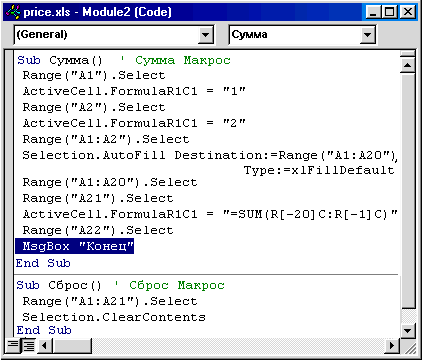 price.xls - Module2 (Code)
(General) Сумма
Sub Сумма() ' Сумма Макрос
Range("A1").Select
ActiveCell.FormulaR1C1 = "1"
Range("A2").Select
ActiveCell.FormulaR1C1 = "2"
Range("A1:A2").Select
Selection.AutoFill Destination:=Range("A1:A20"),
Type:=xlFillDefault
Range("A1:A20").Select
Range("A21").Select
ActiveCell.FormulaR1C1 = "=SUM(R[-20]C:R[-1]C)"
Range("A22").Select
MsgBox "Конец"
End Sub
Sub Сброс() ' Сброс Макрос
Range("A1:A21").Select
Selection.ClearContents
End Sub